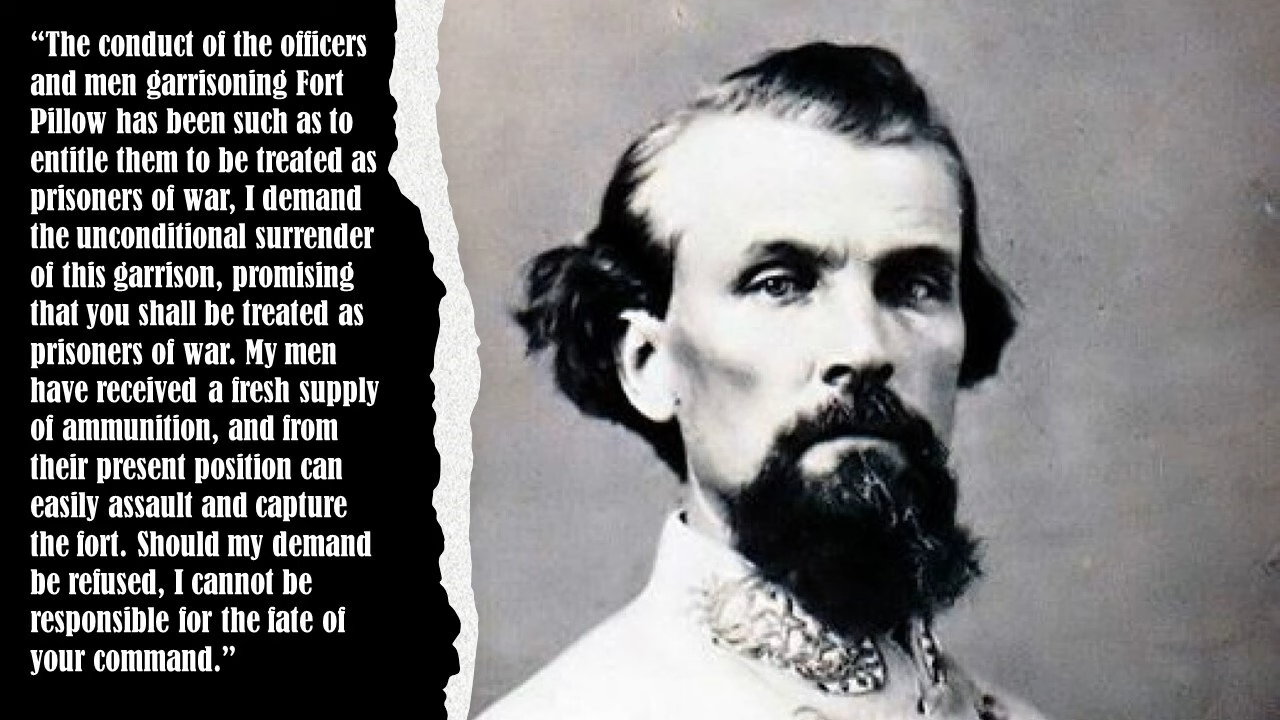 “The conduct of the officers
and men garrisoning Fort
Pillow has been such as to
entitle them to be treated as
prisoners of war, I demand
the unconditional surrender
of this garrison, promising
that you shall be treated as
prisoners of war. My men
have received a fresh supply
of ammunition, and from
their present position can
easily assault and capture
the fort. Should my demand
be refused, I cannot be
responsible for the fate of
your command.”